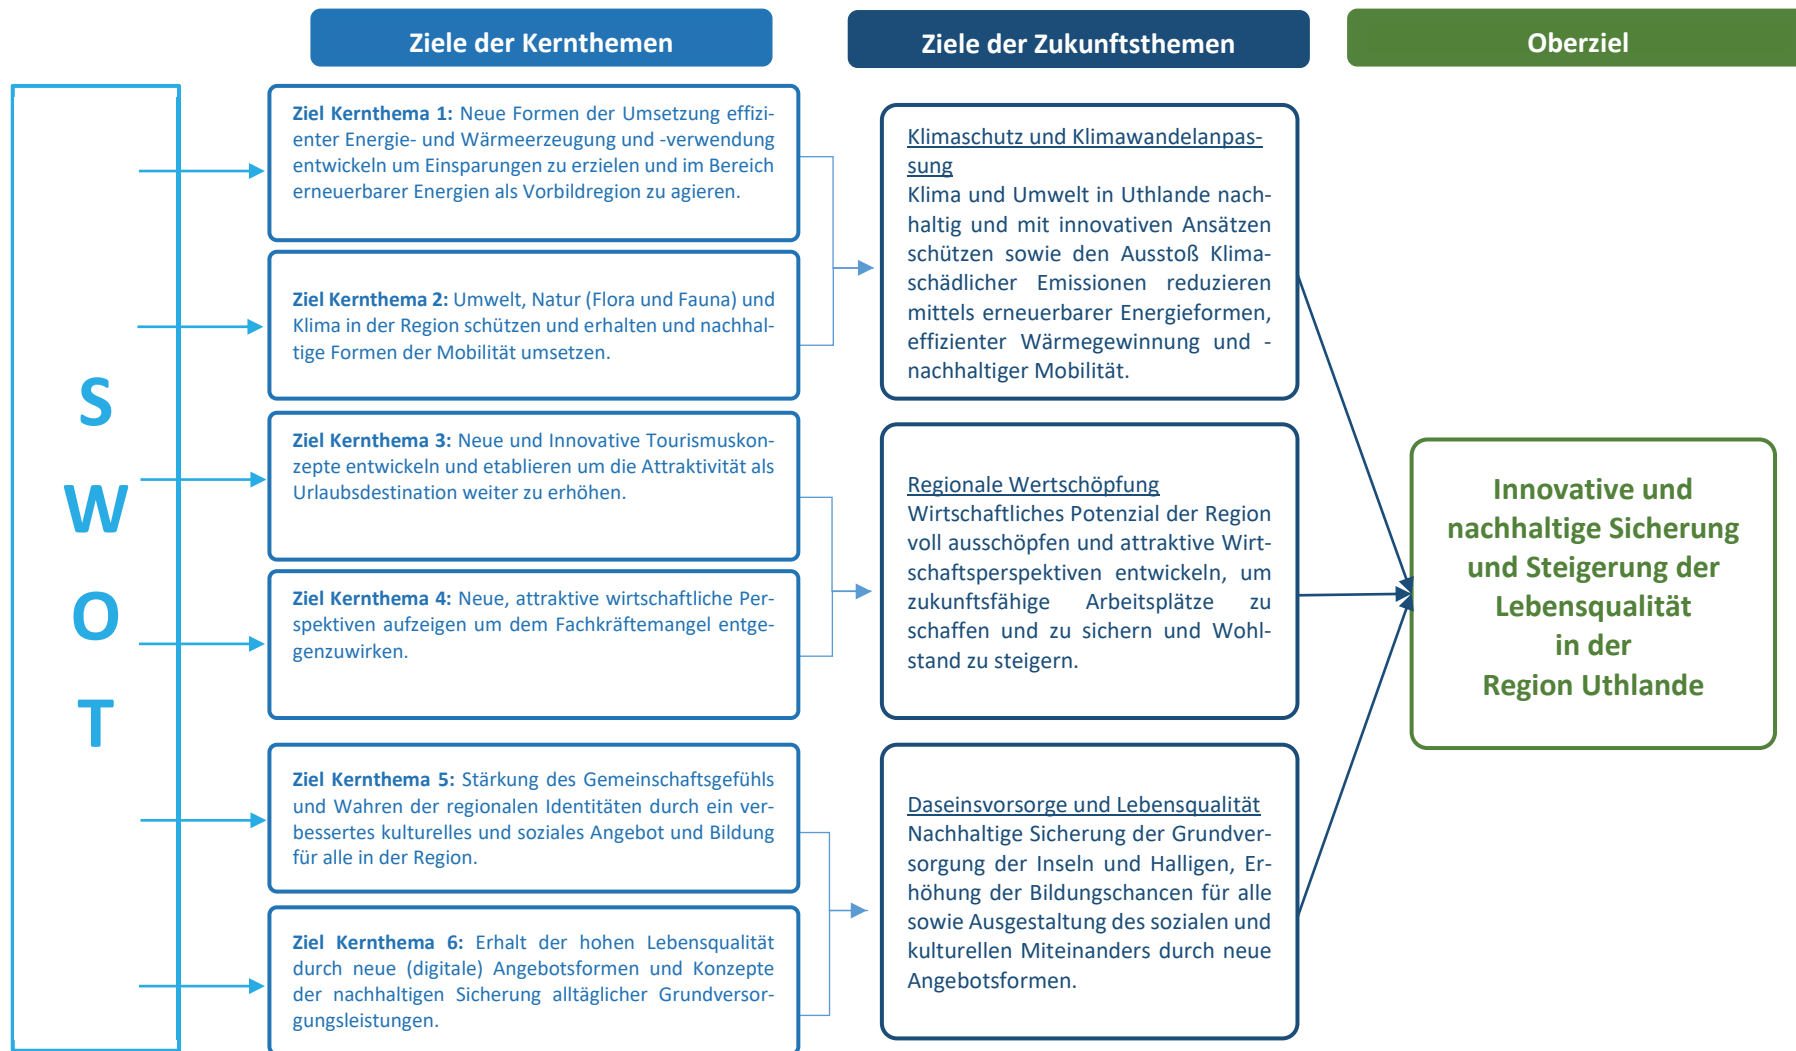 Ziele der Kernthemen
Ziele der Zukunftsthemen
Oberziel
S
W
O
T
Ziel Kernthema 1: Neue Formen der Umsetzung effizi-
enter Energie- und Wärmeerzeugung und -verwendung
entwickeln um Einsparungen zu erzielen und im Bereich
erneuerbarer Energien als Vorbildregion zu agieren.
Ziel Kernthema 2: Umwelt, Natur (Flora und Fauna) und
Klima in der Region schützen und erhalten und nachhal-
tige Formen der Mobilität umsetzen.
Ziel Kernthema 3: Neue und Innovative Tourismuskon-
zepte entwickeln und etablieren um die Attraktivität als
Urlaubsdestination weiter zu erhöhen.
Ziel Kernthema 4: Neue, attraktive wirtschaftliche Per-
spektiven aufzeigen um dem Fachkräftemangel entge-
genzuwirken.
Ziel Kernthema 5: Stärkung des Gemeinschaftsgefühls
und Wahren der regionalen Identitäten durch ein ver-
bessertes kulturelles und soziales Angebot und Bildung
für alle in der Region.
Ziel Kernthema 6: Erhalt der hohen Lebensqualität
durch neue (digitale) Angebotsformen und Konzepte
der nachhaltigen Sicherung alltäglicher Grundversor-
gungsleistungen.
Klimaschutz und Klimawandelanpas-
sung
Klima und Umwelt in Uthlande nach-
haltig und mit innovativen Ansätzen
schützen sowie den Ausstoß Klima-
schädlicher Emissionen reduzieren
mittels erneuerbarer Energieformen,
effizienter Wärmegewinnung und -
nachhaltiger Mobilität.
Regionale Wertschöpfung
Wirtschaftliches Potenzial der Region
voll ausschöpfen und attraktive Wirt-
schaftsperspektiven entwickeln, um
zukunftsfähige Arbeitsplätze zu
schaffen und zu sichern und Wohl-
stand zu steigern.
Daseinsvorsorge und Lebensqualität
Nachhaltige Sicherung der Grundver-
sorgung der Inseln und Halligen, Er-
höhung der Bildungschancen für alle
sowie Ausgestaltung des sozialen und
kulturellen Miteinanders durch neue
Angebotsformen.
Innovative und
nachhaltige Sicherung
und Steigerung der
Lebensqualität
in der
Region Uthlande